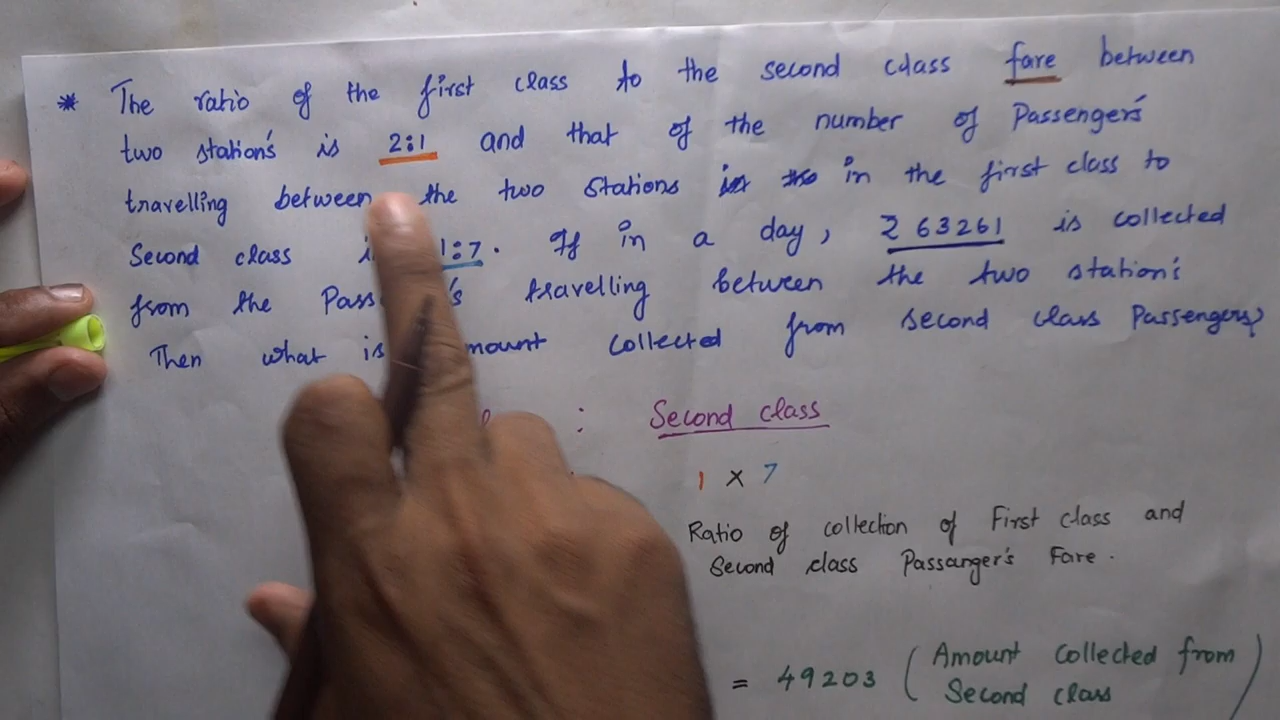 * The ratio of the first class to the second class fare between
two station's is 2:1 and that of the number of Passenger's
travelling between the two stations in the first class to
Second class 1:7. If in a day, ₹ 63261 is collected
from the travelling between the two station's
Then what is collected from second class Passengers?
: Second class
1 × 7
Ratio of collection of First class and
Second class Passanger's Fare.
= 49203 ( Amount collected from
Second class )